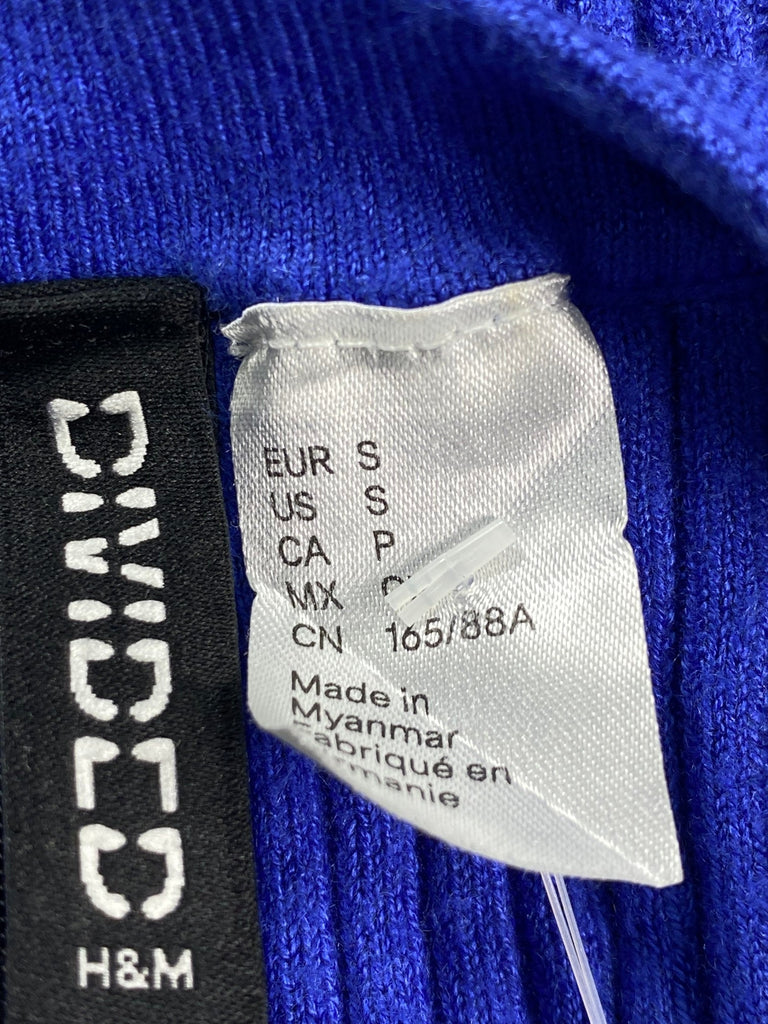 DIVIDED
H&M
EUR S
US S
CA P
MX
CN 165/88A
Made in
Myanmar
Fabriqué en